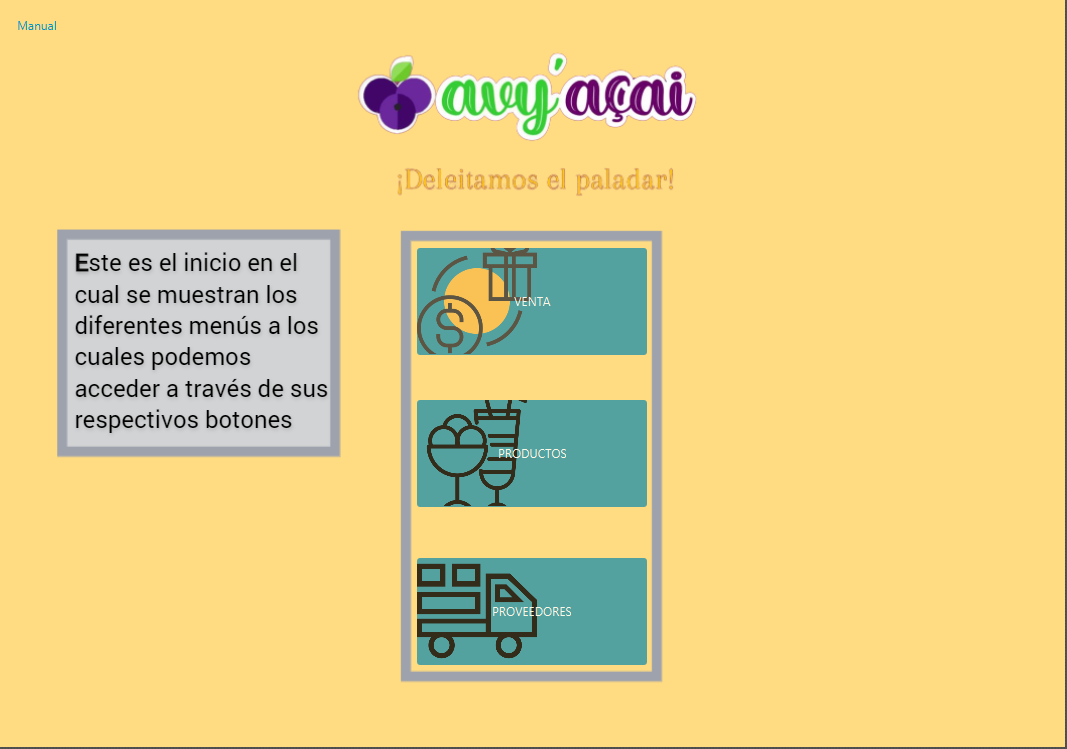 Manual
avy'açai
¡Deleitamos el paladar!
Este es el inicio en el
cual se muestran los
diferentes menús a los
cuales podemos
acceder a través de sus
respectivos botones
VENTA
PRODUCTOS
PROVEEDORES